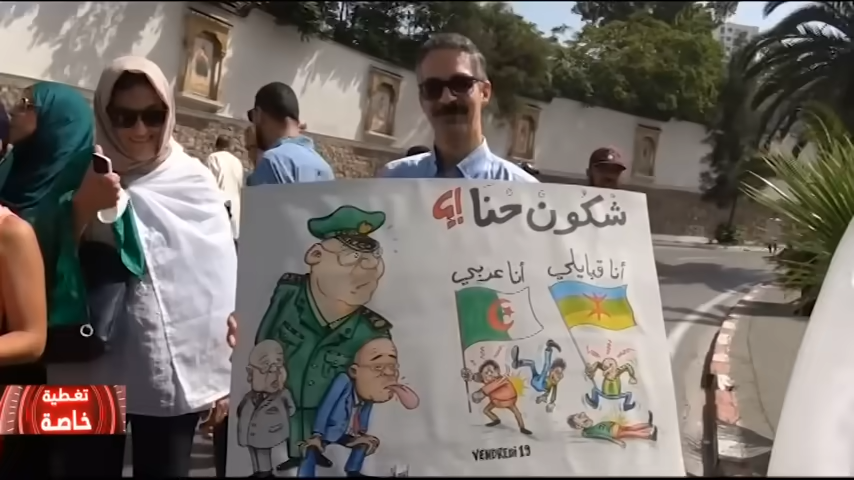 شكون حنا !؟
أنا قبايلي
أنا عربي
VENDREDI 19
تغطية
خاصة